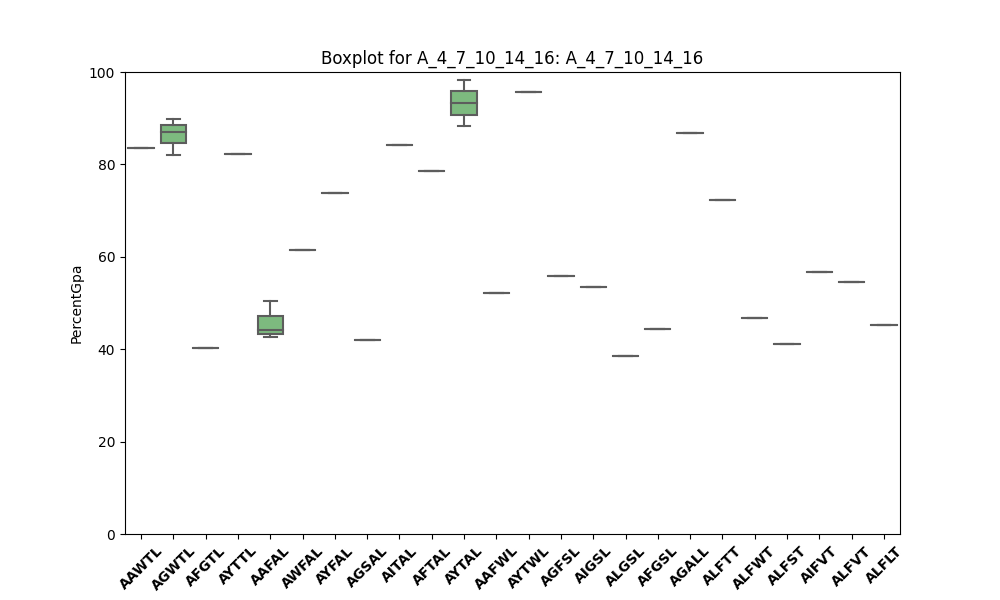 Boxplot for A_4_7_10_14_16: A_4_7_10_14_16
100
80
60
40
20
0
PercentGpa
AAWTL AGWTL AFGTL AYTTL AAFAL AWFAL AYFAL AGSAL AITAL AFTAL AYTAL AAFWL AYTWL AGFSL AIGSL ALGSL AFGSL AGALL ALFTT ALFWT ALFST AIFVT ALFVT ALFLT